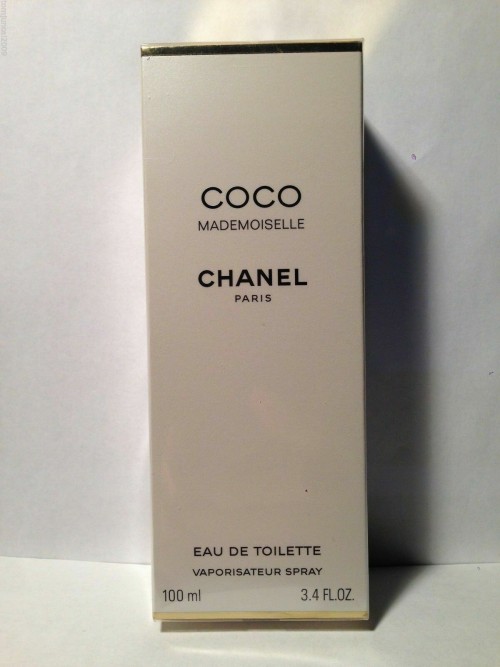 COCO
MADEMOISELLE
CHANEL
PARIS
EAU DE TOILETTE
VAPORISATEUR SPRAY
100 ml 3.4 FL.OZ.